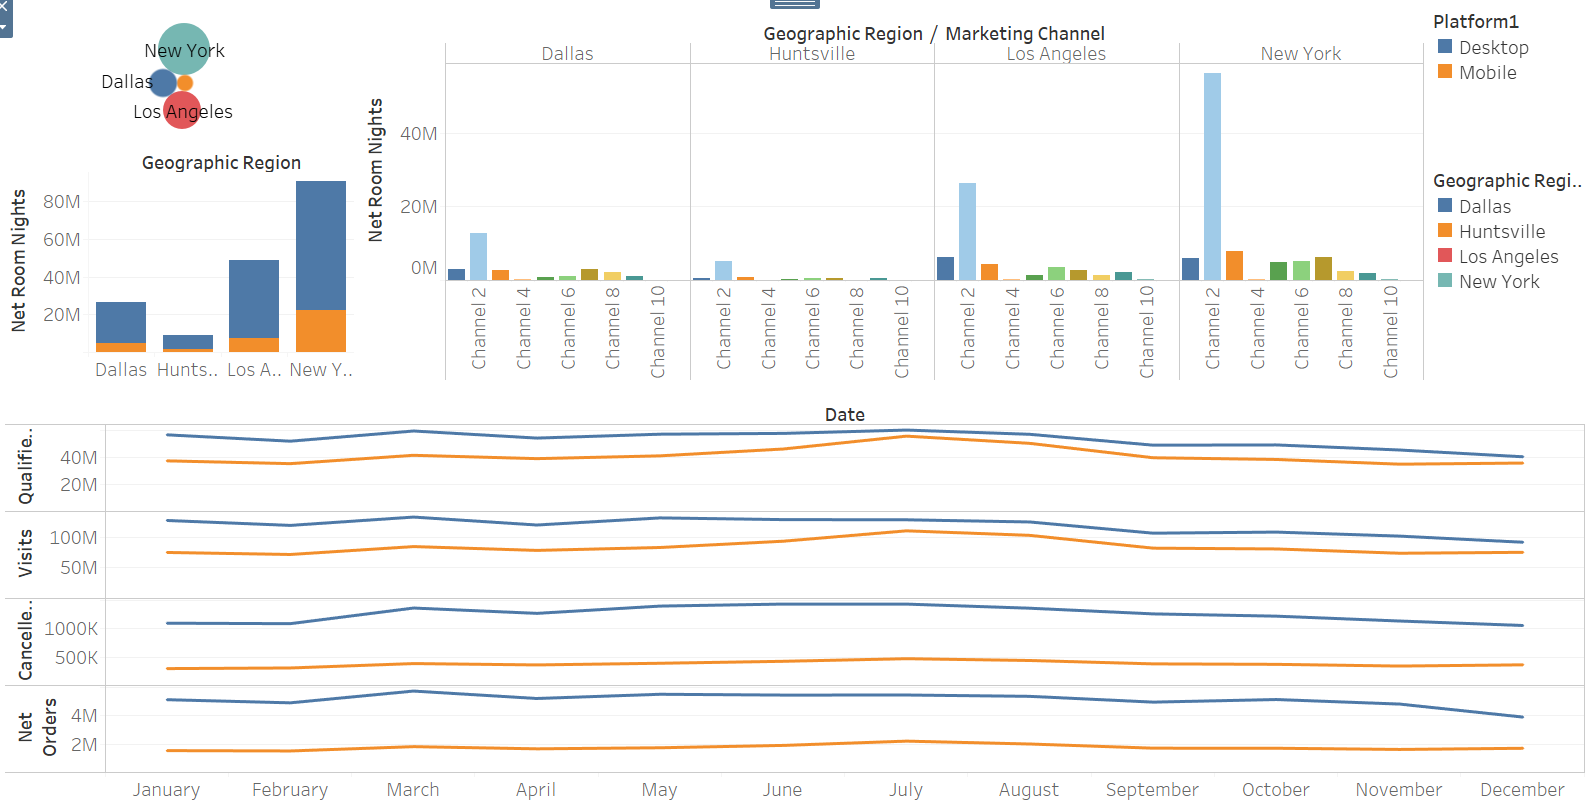 New York
Dallas
Los Angeles
Geographic Region
Net Room Nights
80M
60M
40M
20M
Dallas
Hunts..
Los A..
New Y..
Geographic Region / Marketing Channel
Dallas
Huntsville
Los Angeles
New York
Net Room Nights
40M
20M
0M
Channel 2
Channel 4
Channel 6
Channel 8
Channel 10
Channel 2
Channel 4
Channel 6
Channel 8
Channel 10
Channel 2
Channel 4
Channel 6
Channel 8
Channel 10
Channel 2
Channel 4
Channel 6
Channel 8
Channel 10
Platform1
Desktop
Mobile
Geographic Regi..
Dallas
Huntsville
Los Angeles
New York
Date
Qualifie..
40M
20M
Visits
100M
50M
Cancelle..
1000K
500K
Net
Orders
4M
2M
January
February
March
April
May
June
July
August
September
October
November
December